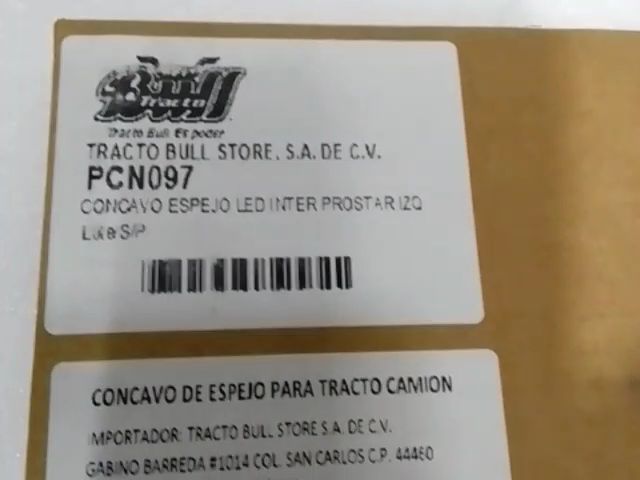 Bull
Tracto
Tracto Bull Es poder
TRACTO BULL STORE, S.A. DE C.V.
PCN097
CONCAVO ESPEJO LED INTER PROSTAR IZQ
CONCAVO DE ESPEJO PARA TRACTO CAMION
IMPORTADOR: TRACTO BULL STORE S.A. DE C.V.
GABINO BARREDA #1014 COL. SAN CARLOS C.P. 44460